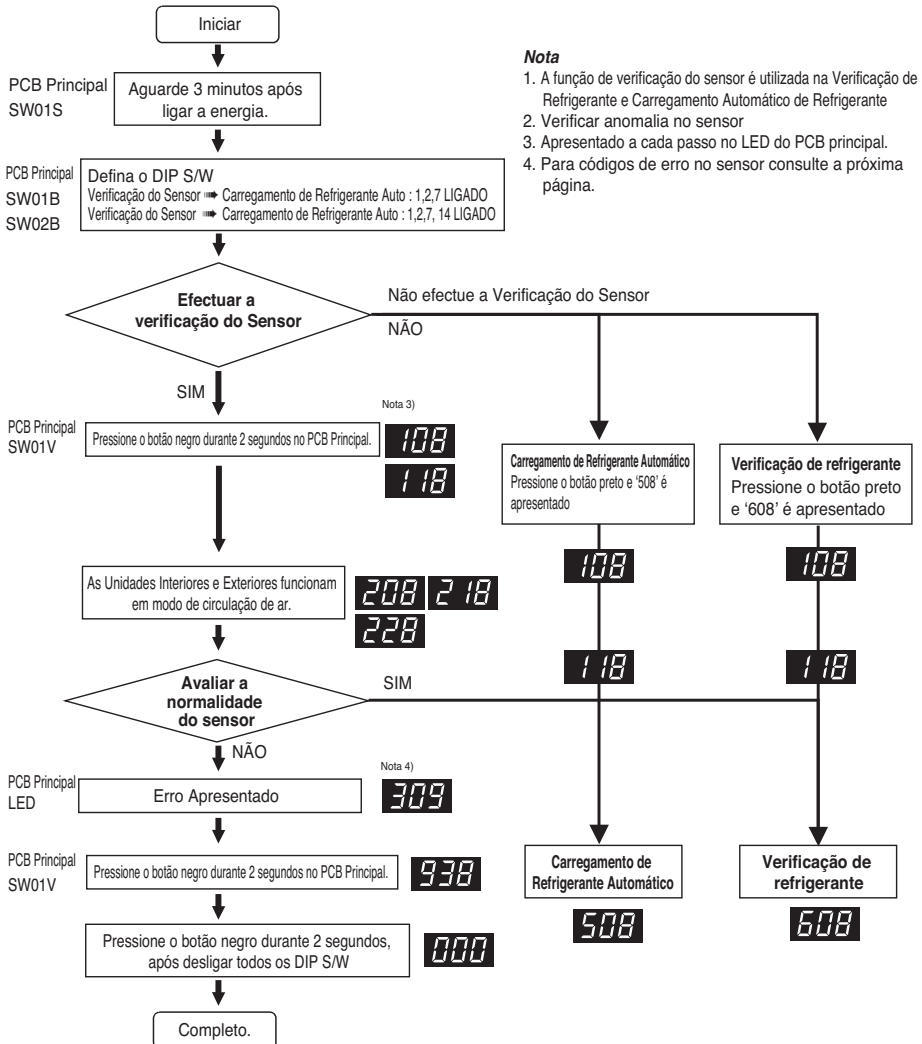 Iniciar
Nota
1. A função de verificação do sensor é utilizada na Verificação de
Refrigerante e Carregamento Automático de Refrigerante
2. Verificar anomalia no sensor
3. Apresentado a cada passo no LED do PCB principal.
4. Para códigos de erro no sensor consulte a próxima
página.
PCB Principal
SW01S
Aguarde 3 minutos após
ligar a energia.
PCB Principal
SW01B
SW02B
Defina o DIP S/W
Verificação do Sensor ➟ Carregamento de Refrigerante Auto : 1,2,7 LIGADO
Verificação do Sensor ➟ Carregamento de Refrigerante Auto : 1,2,7, 14 LIGADO
Efectuar a
verificação do Sensor
Não efectue a Verificação do Sensor
NÃO
SIM
PCB Principal
SW01V
Pressione o botão negro durante 2 segundos no PCB Principal.
Nota 3)
108
118
Carregamento de Refrigerante Automático
Pressione o botão preto e ‘508’ é
apresentado
Verificação de refrigerante
Pressione o botão preto
e ‘608’ é apresentado
108
108
As Unidades Interiores e Exteriores funcionam
em modo de circulação de ar.
208 218
228
118
118
Avaliar a
normalidade
do sensor
SIM
NÃO
PCB Principal
LED
Erro Apresentado
Nota 4)
309
PCB Principal
SW01V
Pressione o botão negro durante 2 segundos no PCB Principal.
938
Carregamento de
Refrigerante Automático
508
Verificação de
refrigerante
608
Pressione o botão negro durante 2 segundos,
após desligar todos os DIP S/W
000
Completo.